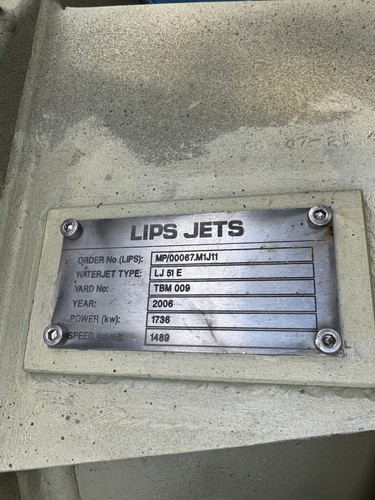 LIPS JETS
ORDER No (LIPS): MP/00067.M1J11
WATERJET TYPE: LJ 51 E
YARD No: TBM 009
YEAR: 2006
POWER (kw): 1736
SPEED 1489